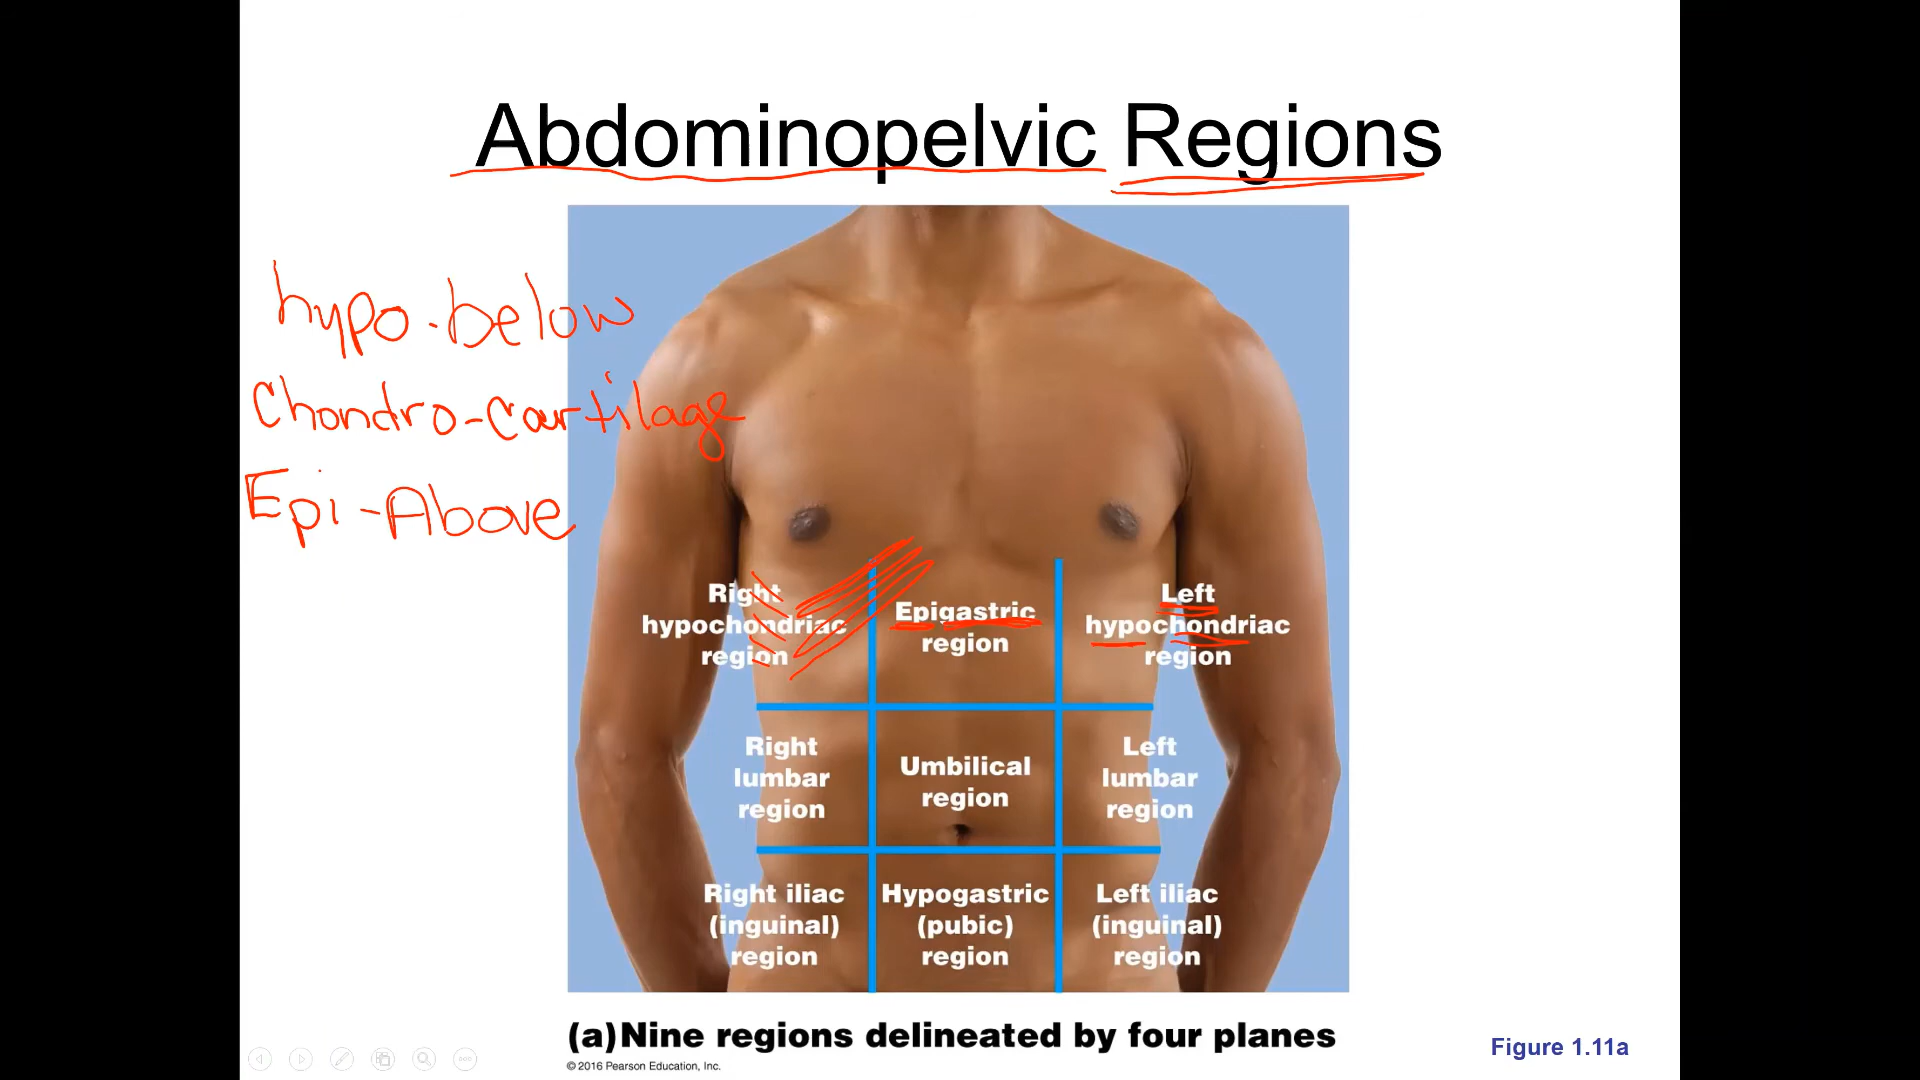 Abdominopelvic Regions
hypo-below
Chondro-cartilage
Epi-Above
Right
hypochondriac
region
Epigastric
region
Left
hypochondriac
region
Right
lumbar
region
Umbilical
region
Left
lumbar
region
Right iliac
(inguinal)
region
Hypogastric
(pubic)
region
Left iliac
(inguinal)
region
(a) Nine regions delineated by four planes
© 2016 Pearson Education, Inc.
Figure 1.11a